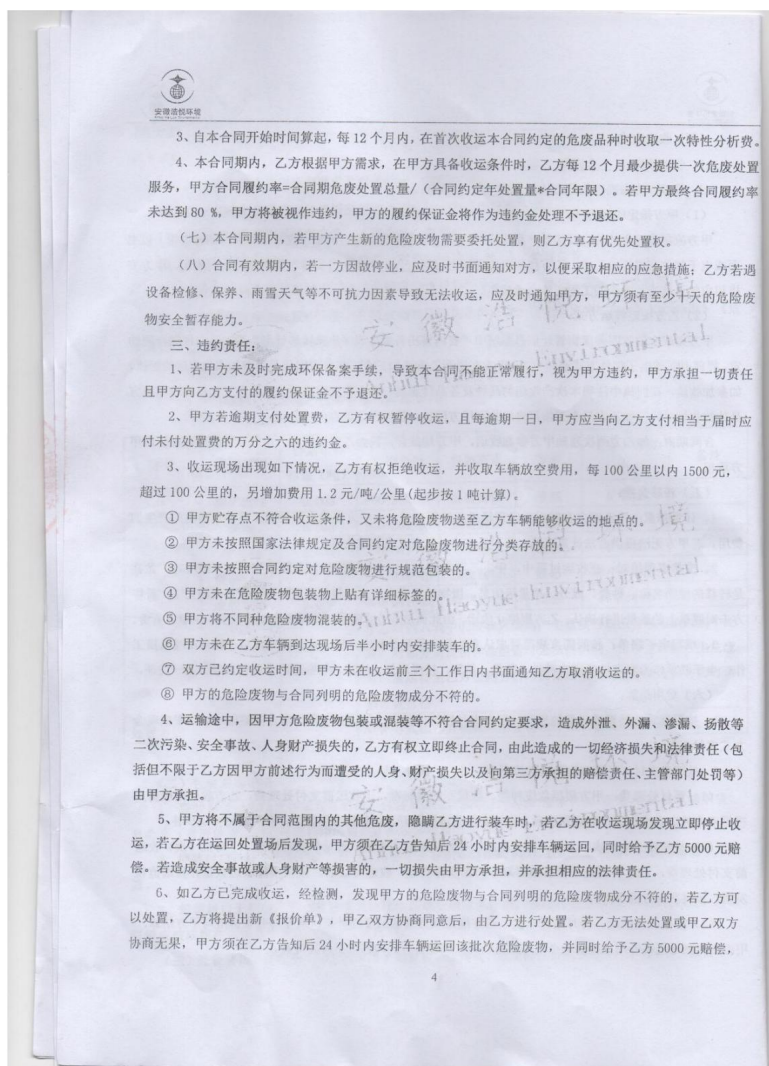 安徽浩悦环境
3、自本合同开始时间算起，每 12 个月内，在首次收运本合同约定的危废品种时收取一次特性分析费。
4、本合同期内，乙方根据甲方需求，在甲方具备收运条件时，乙方每 12 个月最少提供一次危废处置
服务，甲方合同履约率=合同期危废处置总量/（合同约定年处置量*合同年限）。若甲方最终合同履约率
未达到 80 %，甲方将被视作违约，甲方的履约保证金将作为违约金处理不予退还。
（七）本合同期内，若甲方产生新的危险废物需要委托处置，则乙方享有优先处置权。
（八）合同有效期内，若一方因故停业，应及时书面通知对方，以便采取相应的应急措施；乙方若遇
设备检修、保养、雨雪天气等不可抗力因素导致无法收运，应及时通知甲方，甲方须有至少十天的危险废
物安全暂存能力。
安徽浩悦环境
Anhui Haoyue Environmental
三、违约责任：
1、若甲方未及时完成环保备案手续，导致本合同不能正常履行，视为甲方违约，甲方承担一切责任
且甲方向乙方支付的履约保证金不予退还。
2、甲方若逾期支付处置费，乙方有权暂停收运，且每逾期一日，甲方应当向乙方支付相当于届时应
付未付处置费的万分之六的违约金。
3、收运现场出现如下情况，乙方有权拒绝收运，并收取车辆放空费用，每 100 公里以内 1500 元，
超过 100 公里的，另增加费用 1.2 元/吨/公里(起步按 1 吨计算)。
① 甲方贮存点不符合收运条件，又未将危险废物送至乙方车辆能够收运的地点的。
② 甲方未按照国家法律规定及合同约定对危险废物进行分类存放的。
③ 甲方未按照合同约定对危险废物进行规范包装的。
④ 甲方未在危险废物包装物上贴有详细标签的。
⑤ 甲方将不同种危险废物混装的。
安徽浩悦环境
Anhui Haoyue Environmental
⑥ 甲方未在乙方车辆到达现场后半小时内安排装车的。
⑦ 双方已约定收运时间，甲方未在收运前三个工作日内书面通知乙方取消收运的。
⑧ 甲方的危险废物与合同列明的危险废物成分不符的。
4、运输途中，因甲方危险废物包装或混装等不符合合同约定要求，造成外泄、外漏、渗漏、扬散等
二次污染、安全事故、人身财产损失的，乙方有权立即终止合同，由此造成的一切经济损失和法律责任（包
括但不限于乙方因甲方前述行为而遭受的人身、财产损失以及向第三方承担的赔偿责任、主管部门处罚等）
由甲方承担。
安徽浩悦环境
Anhui Haoyue Environmental
5、甲方将不属于合同范围内的其他危废，隐瞒乙方进行装车时，若乙方在收运现场发现立即停止收
运，若乙方在运回处置场后发现，甲方须在乙方告知后 24 小时内安排车辆运回，同时给予乙方 5000 元赔
偿。若造成安全事故或人身财产等损害的，一切损失由甲方承担，并承担相应的法律责任。
6、如乙方已完成收运，经检测，发现甲方的危险废物与合同列明的危险废物成分不符的，若乙方可
以处置，乙方将提出新《报价单》，甲乙双方协商同意后，由乙方进行处置。若乙方无法处置或甲乙双方
协商无果，甲方须在乙方告知后 24 小时内安排车辆运回该批次危险废物，并同时给予乙方 5000 元赔偿，
4